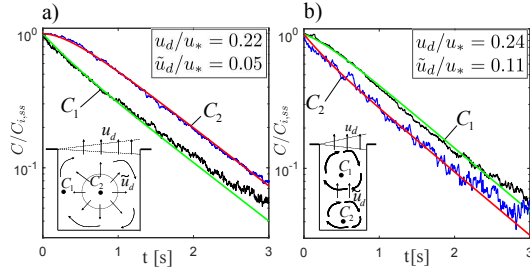 a)
b)
u_d/u_* = 0.22
ũ_d/u_* = 0.05
u_d/u_* = 0.24
ũ_d/u_* = 0.11
C/C_{i,ss}
10^0
10^{-1}
C_1
C_2
u_d
C_1
C_2
ũ_d
0
1
2
3
t [s]
10^0
10^{-1}
C_2
C_1
u_d
C_1
ũ_d
C_2
0
1
2
3
t [s]